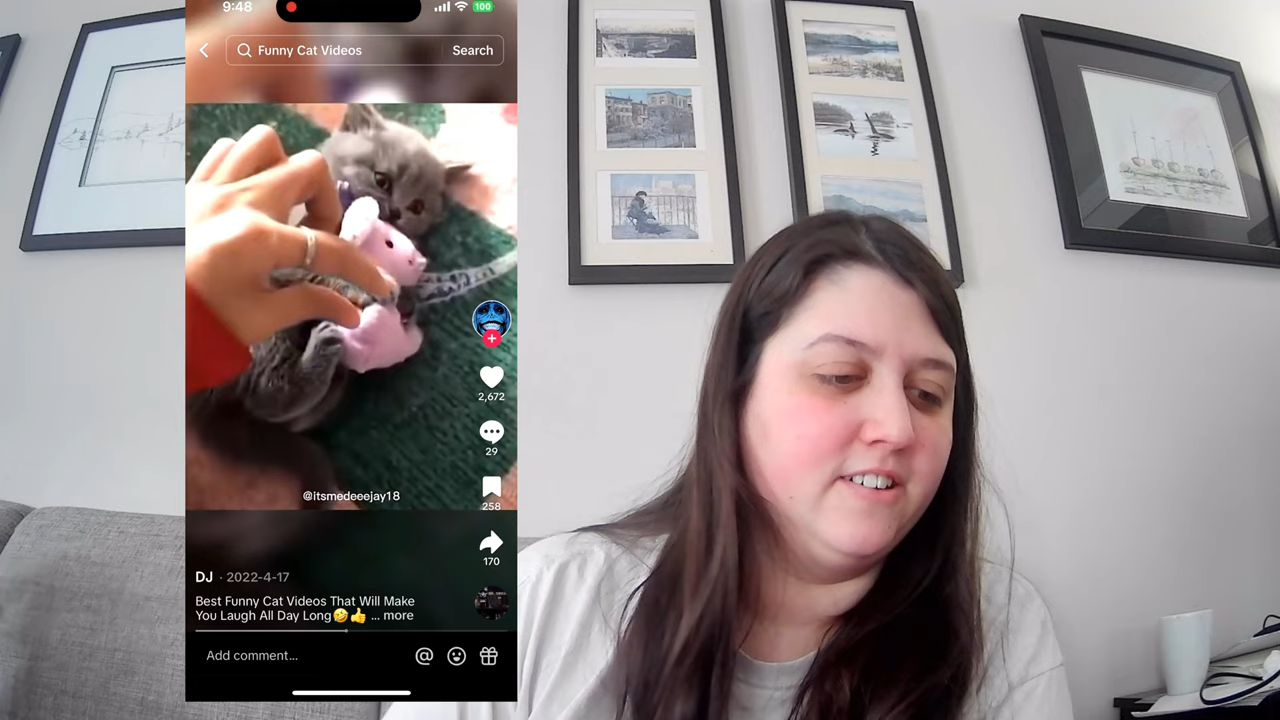 9:48
100
Funny Cat Videos
Search
2,672
29
@itsmedeeejay18
258
170
DJ · 2022-4-17
Best Funny Cat Videos That Will Make
You Laugh All Day Long🤣👍 ... more
Add comment...